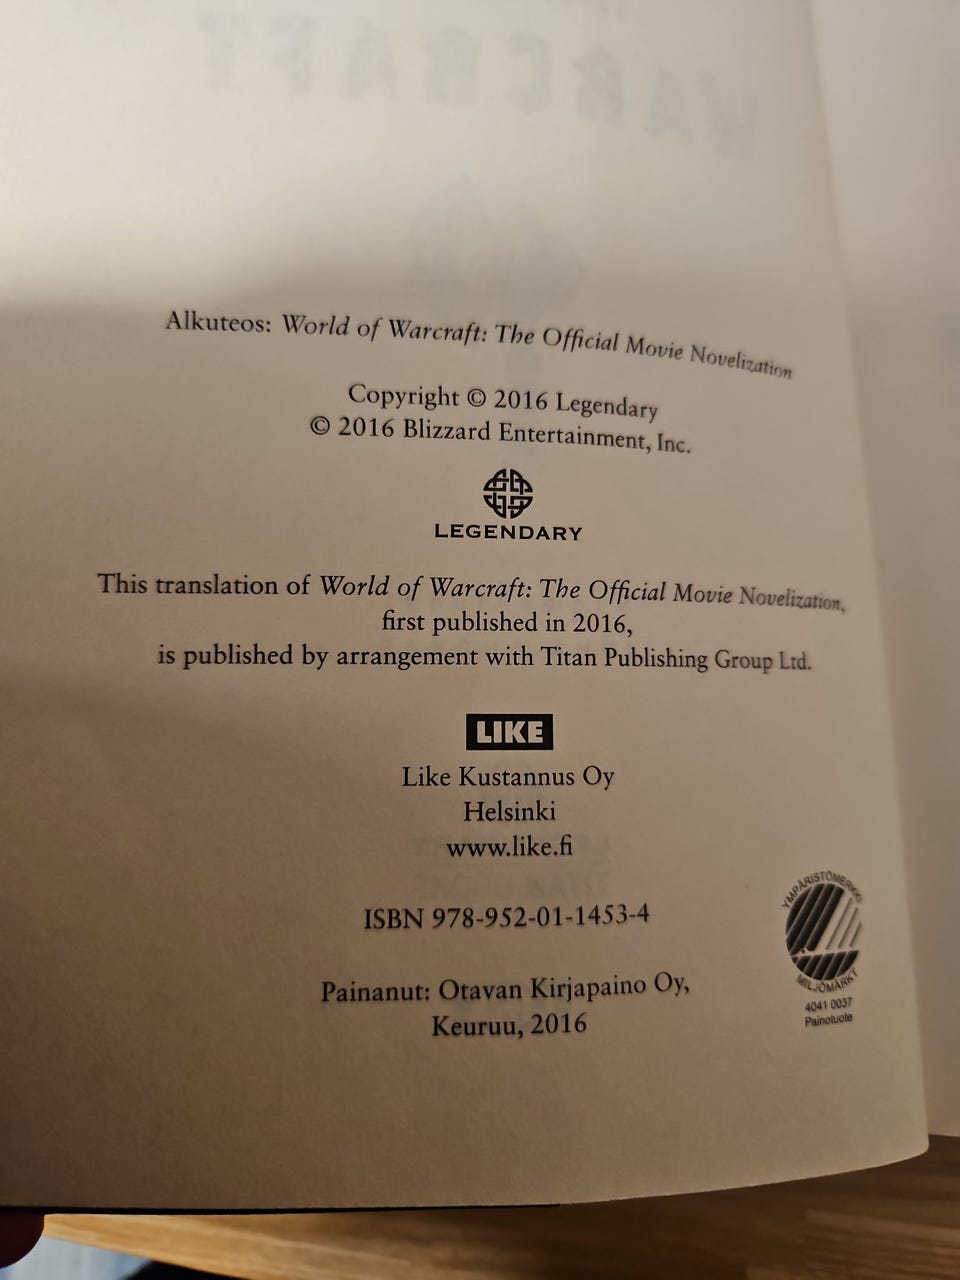 Alkuteos: World of Warcraft: The Official Movie Novelization
Copyright © 2016 Legendary
© 2016 Blizzard Entertainment, Inc.
LEGENDARY
This translation of World of Warcraft: The Official Movie Novelization,
first published in 2016,
is published by arrangement with Titan Publishing Group Ltd.
LIKE
Like Kustannus Oy
Helsinki
www.like.fi
ISBN 978-952-01-1453-4
Painanut: Otavan Kirjapaino Oy,
Keuruu, 2016
YMPÄRISTÖMERKKI
MILJÖMÄRKT
4041 0037
Painotuote
WARCRAFT